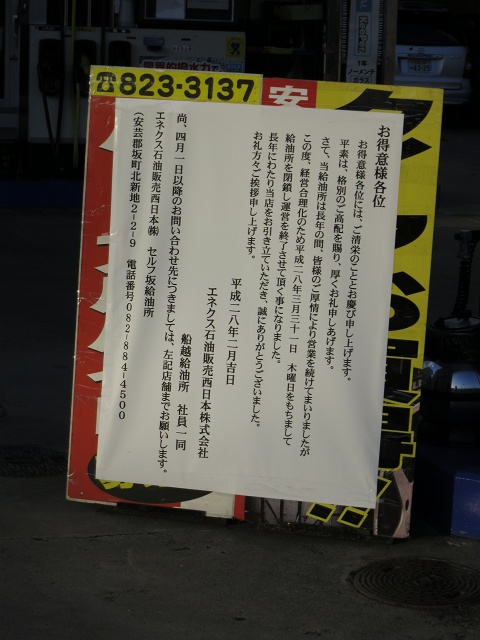 ☎823-3137
安
お得意様各位
お得意様各位には、ご清栄のこととお慶び申し上げます。
平素は、格別のご高配を賜り、厚くお礼申しあげます。
さて、当給油所は長年の間、皆様のご厚情により営業を続けてまいりましたが
この度、経営合理化のため平成二八年三月三十一日　木曜日をもちまして
給油所を閉鎖し運営を終了させて頂く事になりました。
長年にわたり当店をお引き立ていただき、誠にありがとうございました。
お礼方々ご挨拶申し上げます。
平成二八年二月吉日
エネクス石油販売西日本株式会社
船越給油所　社員一同
尚、四月一日以降のお問い合わせ先につきましては、左記店舗までお願いします。
エネクス石油販売西日本㈱　セルフ坂給油所
（安芸郡坂町北新地2-2-9　電話番号082-884-4500